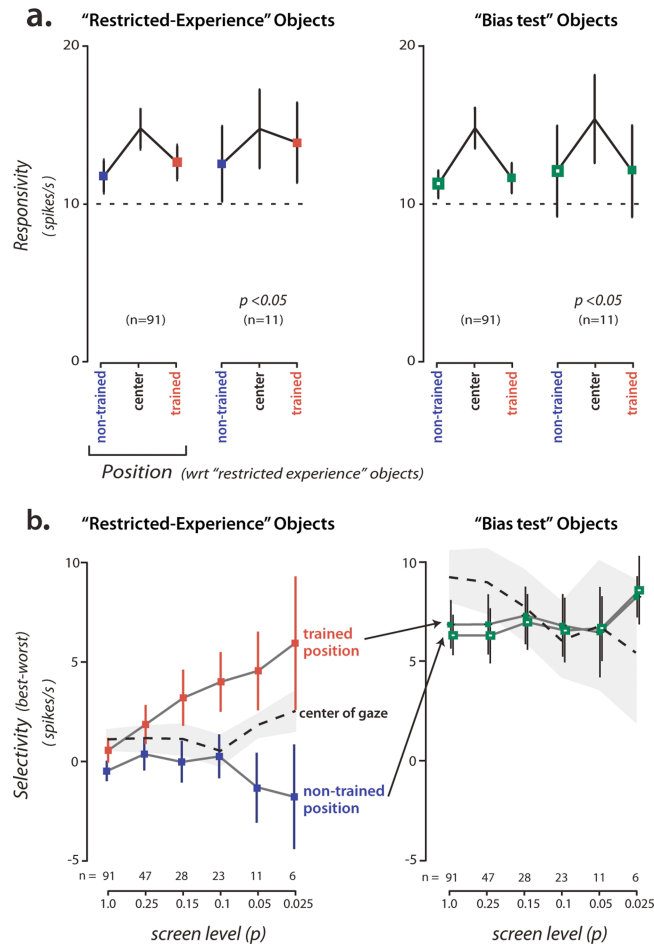 a.
“Restricted-Experience” Objects
“Bias test” Objects
Responsivity
( spikes/s )
20
10
0
20
10
0
(n=91)
p <0.05
(n=11)
(n=91)
p <0.05
(n=11)
non-trained
center
trained
non-trained
center
trained
non-trained
center
trained
non-trained
center
trained
Position (wrt “restricted experience” objects)
b.
“Restricted-Experience” Objects
“Bias test” Objects
Selectivity (best-worst)
( spikes/s )
10
5
0
-5
10
5
0
-5
trained
position
center of gaze
non-trained
position
n = 91 47 28 23 11 6
1.0 0.25 0.15 0.1 0.05 0.025
screen level (p)
n = 91 47 28 23 11 6
1.0 0.25 0.15 0.1 0.05 0.025
screen level (p)